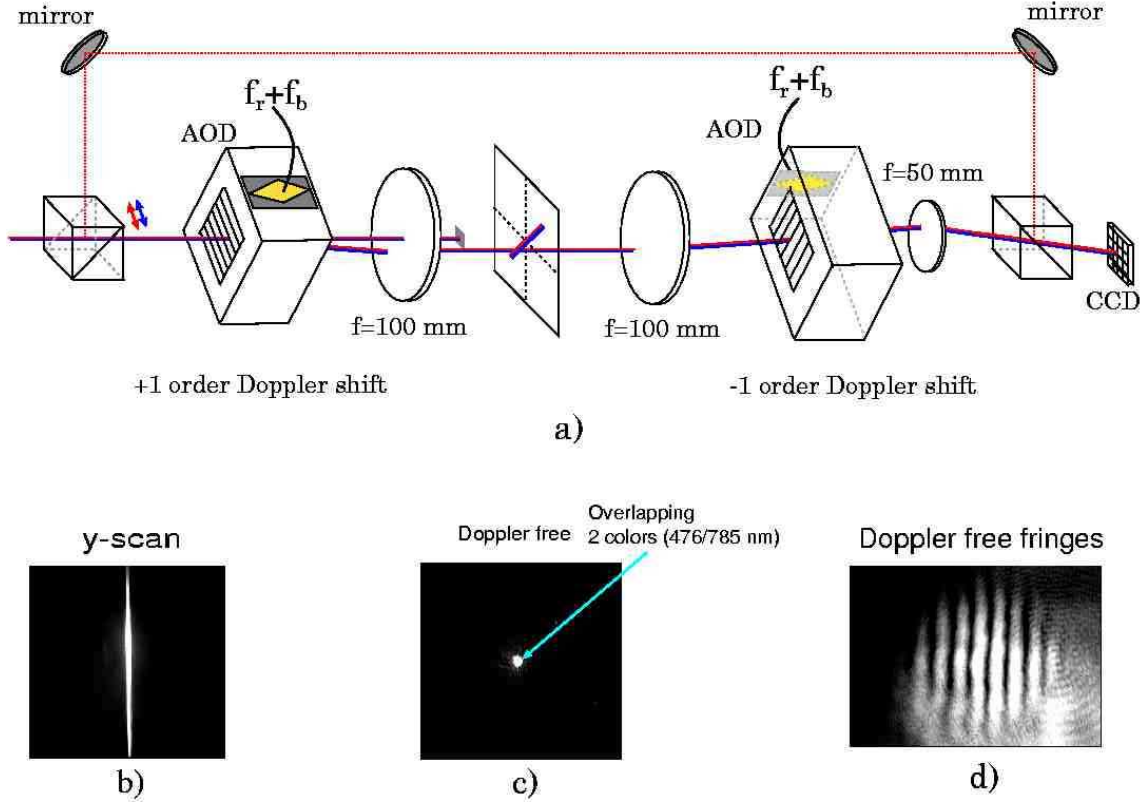 mirror
mirror
f_r+f_b
f_r+f_b
AOD
AOD
f=50 mm
CCD
f=100 mm
f=100 mm
+1 order Doppler shift
-1 order Doppler shift
a)
y-scan
Doppler free
Overlapping
2 colors (476/785 nm)
Doppler free fringes
b)
c)
d)